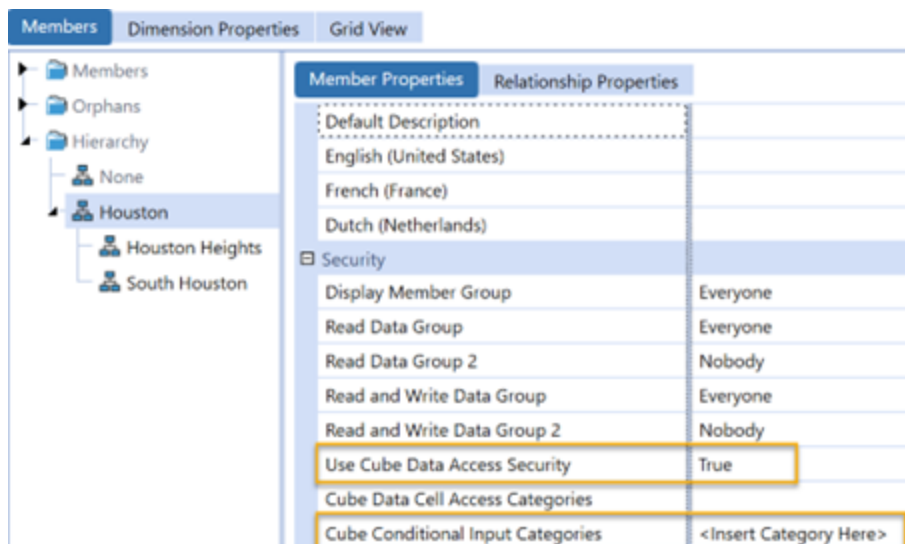 Members Dimension Properties Grid View
Members
Orphans
Hierarchy
None
Houston
Houston Heights
South Houston
Member Properties Relationship Properties
Default Description
English (United States)
French (France)
Dutch (Netherlands)
Security
Display Member Group Everyone
Read Data Group Everyone
Read Data Group 2 Nobody
Read and Write Data Group Everyone
Read and Write Data Group 2 Nobody
Use Cube Data Access Security True
Cube Data Cell Access Categories
Cube Conditional Input Categories <Insert Category Here>